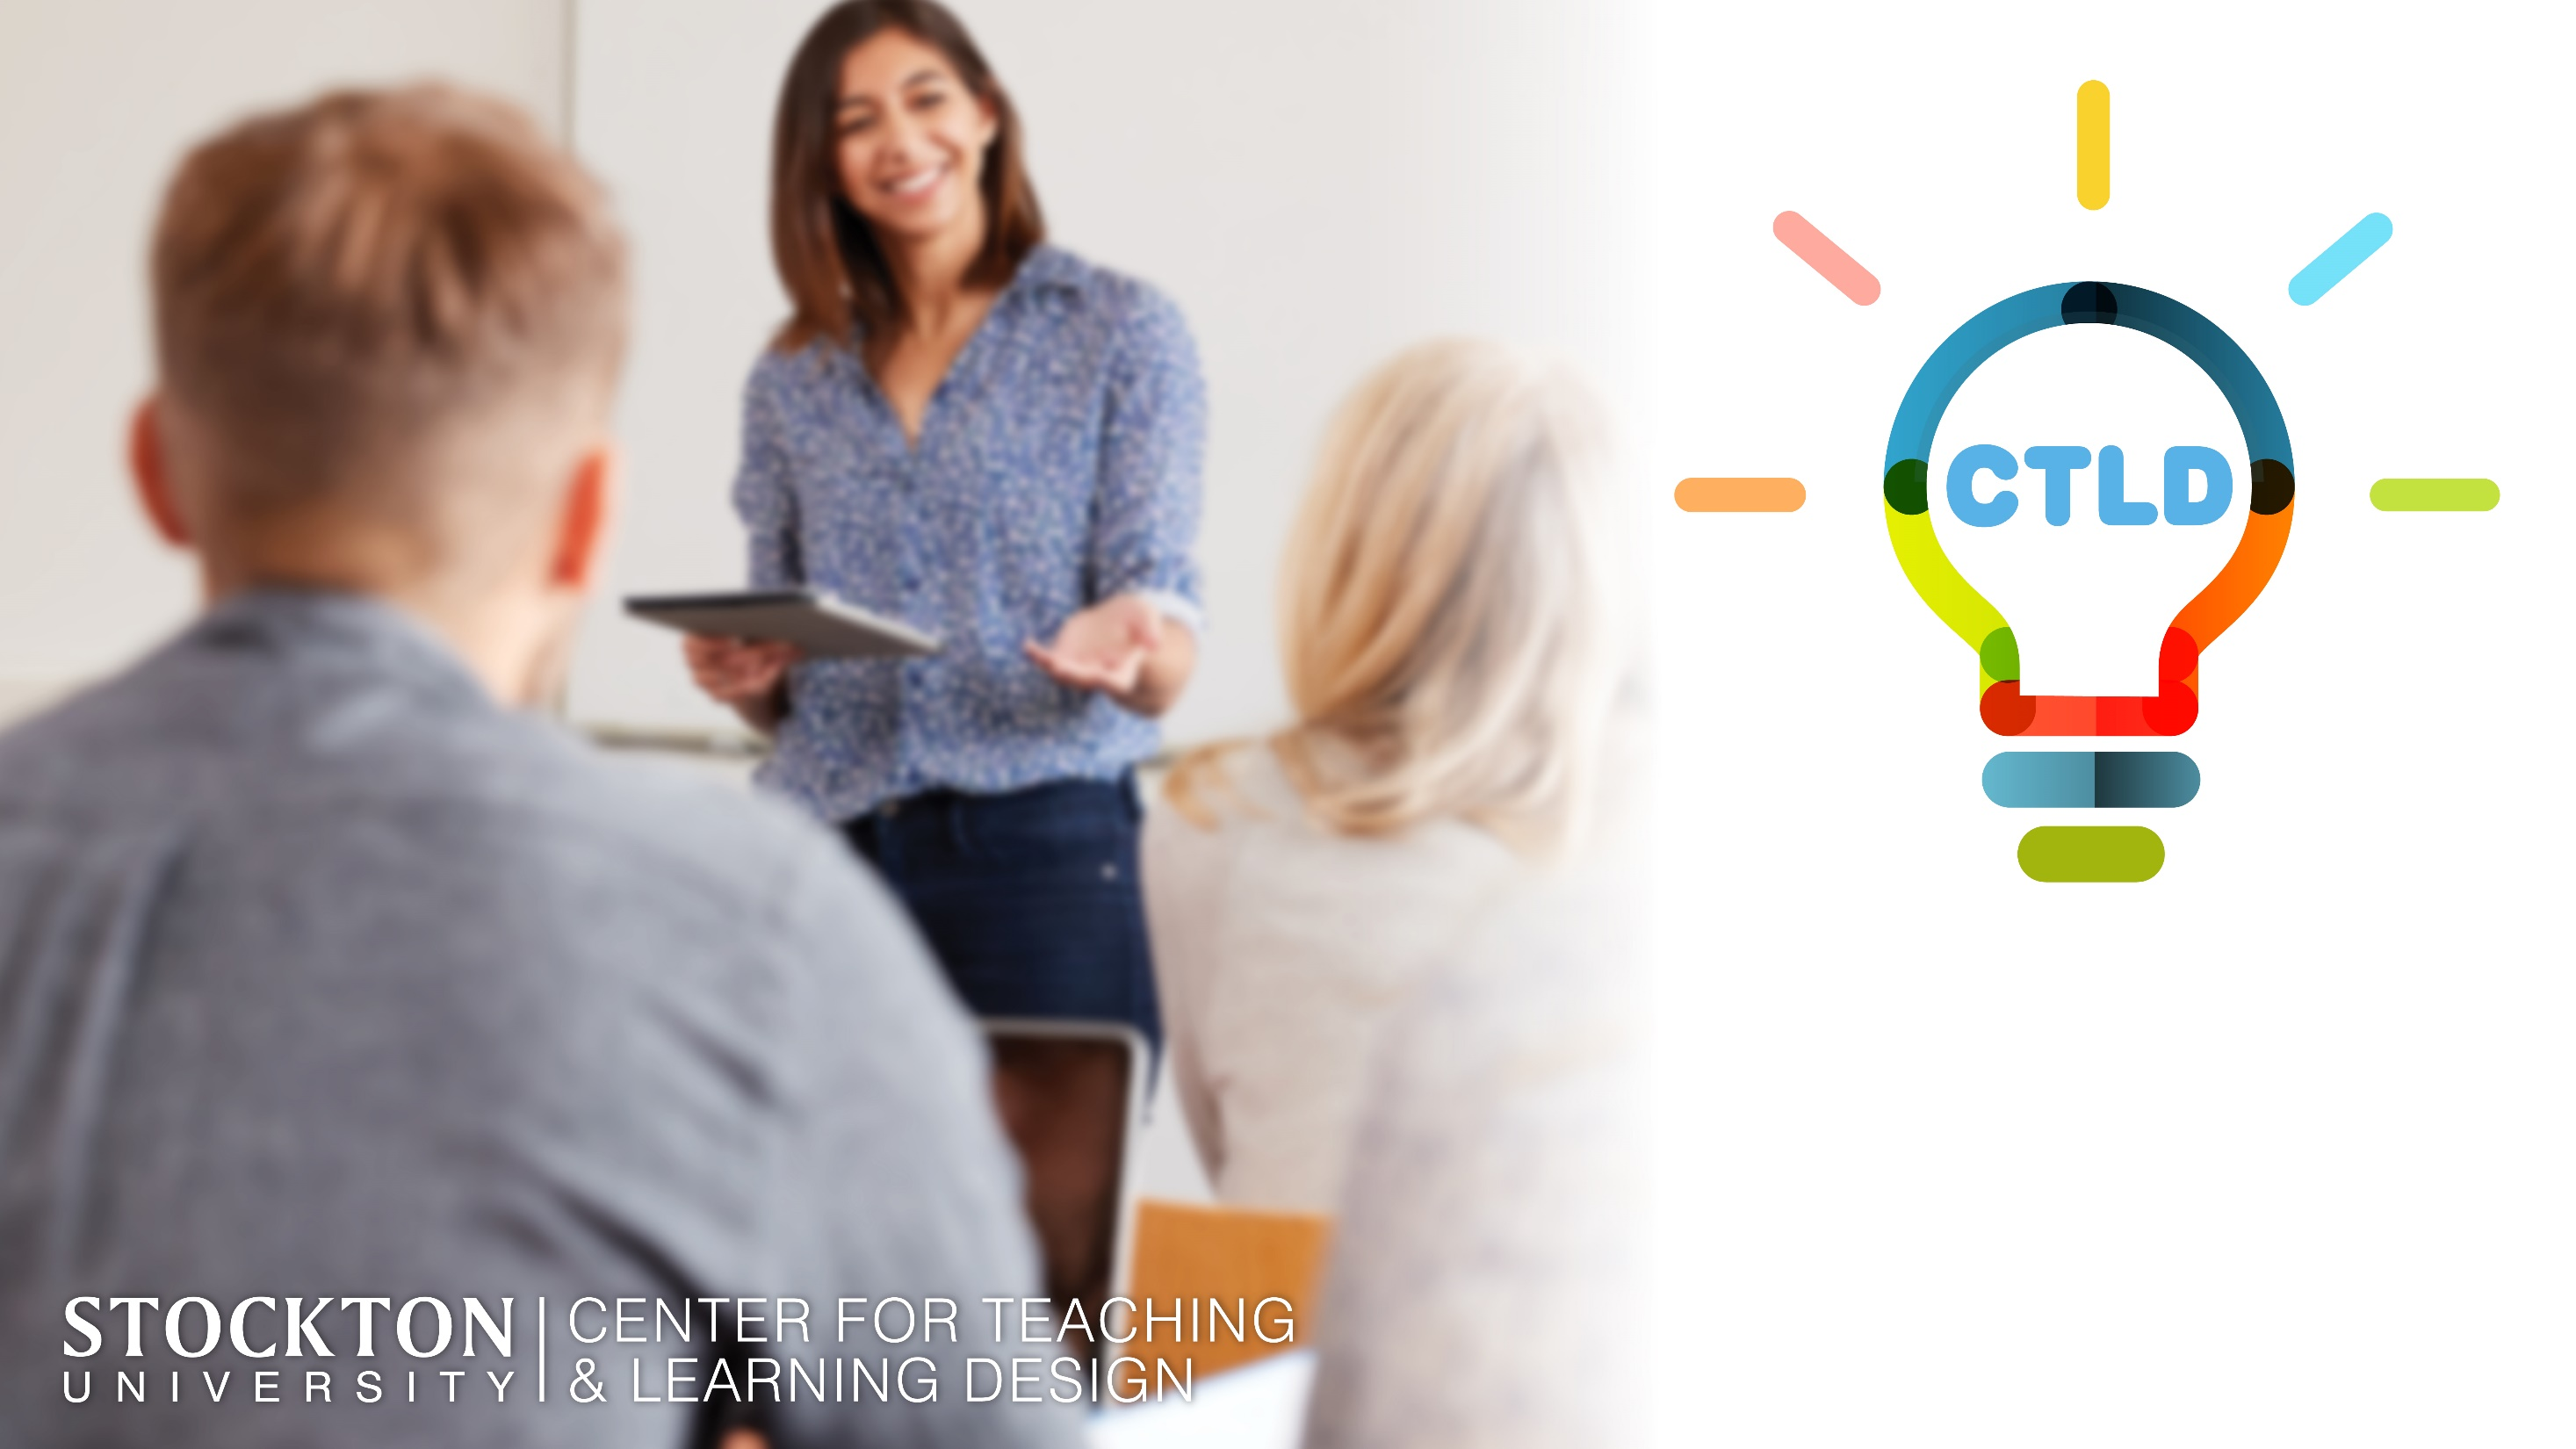 CTLD
STOCKTON
UNIVERSITY
CENTER FOR TEACHING
& LEARNING DESIGN